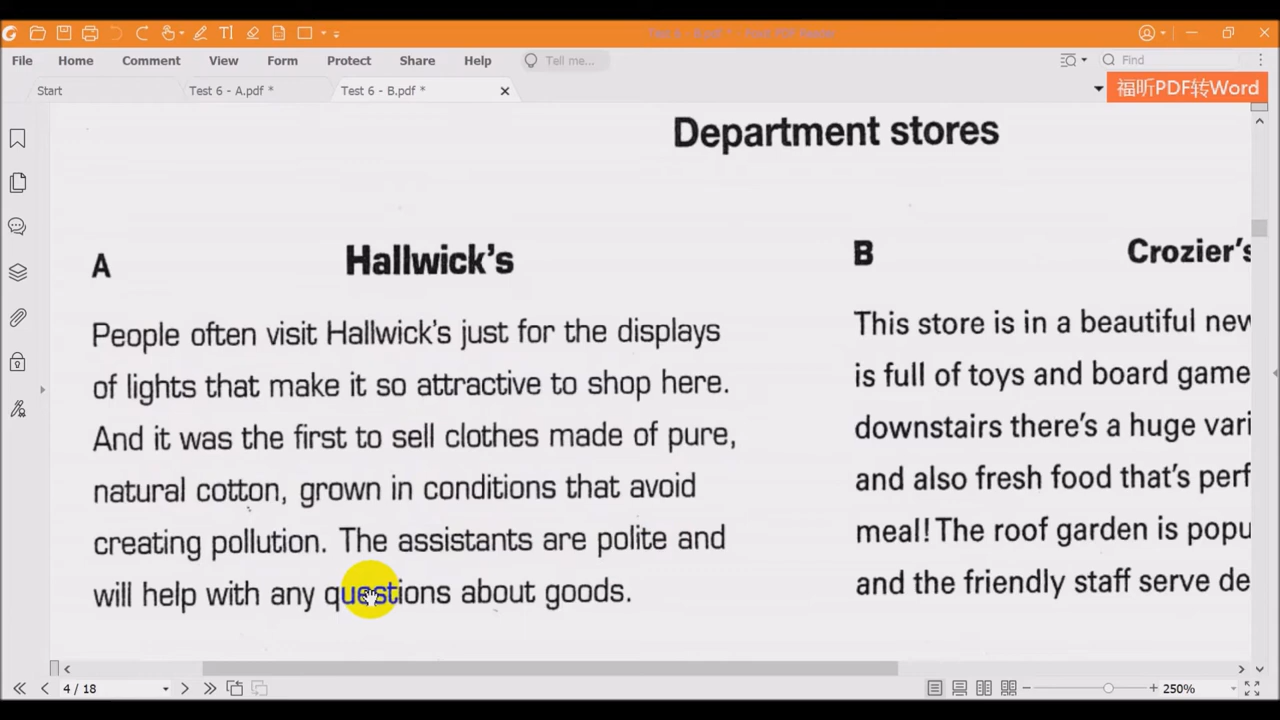 File Home Comment View Form Protect Share Help Tell me... Find
Start Test 6 - A.pdf * Test 6 - B.pdf * 福听PDF转Word
Department stores
A Hallwick's
People often visit Hallwick's just for the displays
of lights that make it so attractive to shop here.
And it was the first to sell clothes made of pure,
natural cotton, grown in conditions that avoid
creating pollution. The assistants are polite and
will help with any questions about goods.
B Crozier's
This store is in a beautiful new
is full of toys and board game
downstairs there's a huge vari
and also fresh food that's perf
meal! The roof garden is popu
and the friendly staff serve de
4 / 18 250%